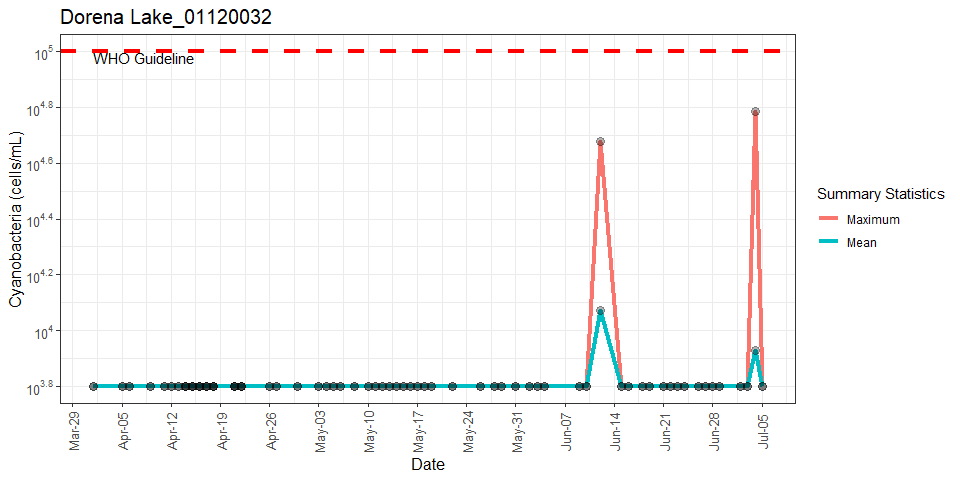 Dorena Lake_01120032
10^5
WHO Guideline
10^4.8
10^4.6
10^4.4
10^4.2
10^4
10^3.8
Cyanobacteria (cells/mL)
Mar-29
Apr-05
Apr-12
Apr-19
Apr-26
May-03
May-10
May-17
May-24
May-31
Jun-07
Jun-14
Jun-21
Jun-28
Jul-05
Date
Summary Statistics
Maximum
Mean